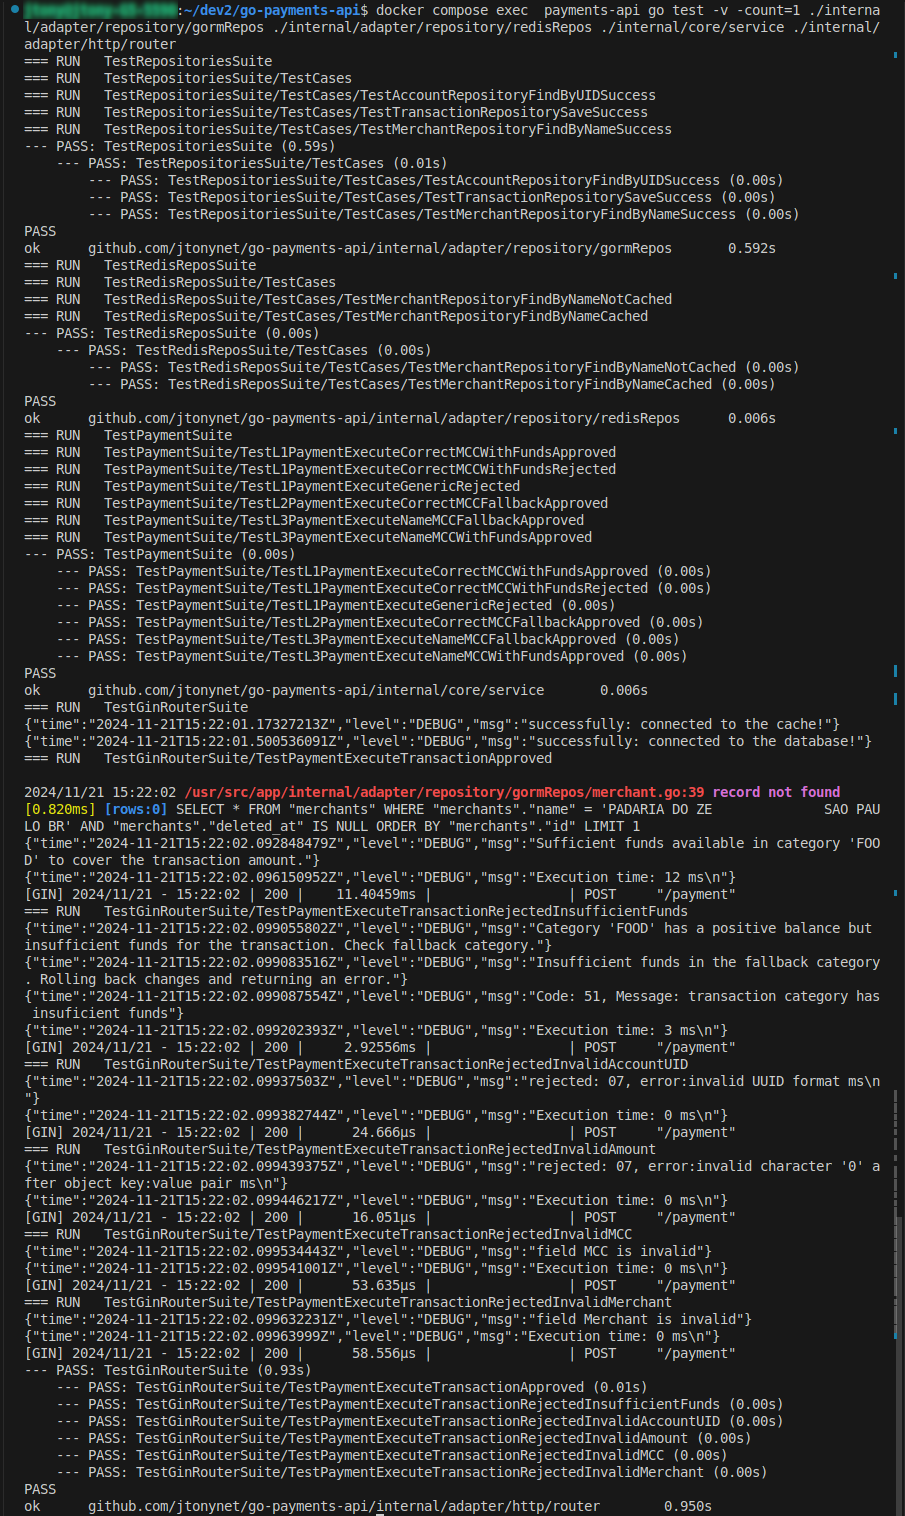 :~/dev2/go-payments-api$ docker compose exec  payments-api go test -v -count=1 ./interna
l/adapter/repository/gormRepos ./internal/adapter/repository/redisRepos ./internal/core/service ./internal/
adapter/http/router
=== RUN   TestRepositoriesSuite
=== RUN   TestRepositoriesSuite/TestCases
=== RUN   TestRepositoriesSuite/TestCases/TestAccountRepositoryFindByUIDSuccess
=== RUN   TestRepositoriesSuite/TestCases/TestTransactionRepositorySaveSuccess
=== RUN   TestRepositoriesSuite/TestCases/TestMerchantRepositoryFindByNameSuccess
--- PASS: TestRepositoriesSuite (0.59s)
    --- PASS: TestRepositoriesSuite/TestCases (0.01s)
        --- PASS: TestRepositoriesSuite/TestCases/TestAccountRepositoryFindByUIDSuccess (0.00s)
        --- PASS: TestRepositoriesSuite/TestCases/TestTransactionRepositorySaveSuccess (0.00s)
        --- PASS: TestRepositoriesSuite/TestCases/TestMerchantRepositoryFindByNameSuccess (0.00s)
PASS
ok      github.com/jtonynet/go-payments-api/internal/adapter/repository/gormRepos       0.592s
=== RUN   TestRedisReposSuite
=== RUN   TestRedisReposSuite/TestCases
=== RUN   TestRedisReposSuite/TestCases/TestMerchantRepositoryFindByNameNotCached
=== RUN   TestRedisReposSuite/TestCases/TestMerchantRepositoryFindByNameCached
--- PASS: TestRedisReposSuite (0.00s)
    --- PASS: TestRedisReposSuite/TestCases (0.00s)
        --- PASS: TestRedisReposSuite/TestCases/TestMerchantRepositoryFindByNameNotCached (0.00s)
        --- PASS: TestRedisReposSuite/TestCases/TestMerchantRepositoryFindByNameCached (0.00s)
PASS
ok      github.com/jtonynet/go-payments-api/internal/adapter/repository/redisRepos      0.006s
=== RUN   TestPaymentSuite
=== RUN   TestPaymentSuite/TestL1PaymentExecuteCorrectMCCWithFundsApproved
=== RUN   TestPaymentSuite/TestL1PaymentExecuteCorrectMCCWithFundsRejected
=== RUN   TestPaymentSuite/TestL1PaymentExecuteGenericRejected
=== RUN   TestPaymentSuite/TestL2PaymentExecuteCorrectMCCFallbackApproved
=== RUN   TestPaymentSuite/TestL3PaymentExecuteNameMCCFallbackApproved
=== RUN   TestPaymentSuite/TestL3PaymentExecuteNameMCCWithFundsApproved
--- PASS: TestPaymentSuite (0.00s)
    --- PASS: TestPaymentSuite/TestL1PaymentExecuteCorrectMCCWithFundsApproved (0.00s)
    --- PASS: TestPaymentSuite/TestL1PaymentExecuteCorrectMCCWithFundsRejected (0.00s)
    --- PASS: TestPaymentSuite/TestL1PaymentExecuteGenericRejected (0.00s)
    --- PASS: TestPaymentSuite/TestL2PaymentExecuteCorrectMCCFallbackApproved (0.00s)
    --- PASS: TestPaymentSuite/TestL3PaymentExecuteNameMCCFallbackApproved (0.00s)
    --- PASS: TestPaymentSuite/TestL3PaymentExecuteNameMCCWithFundsApproved (0.00s)
PASS
ok      github.com/jtonynet/go-payments-api/internal/core/service       0.006s
=== RUN   TestGinRouterSuite
{"time":"2024-11-21T15:22:01.17327213Z","level":"DEBUG","msg":"successfully: connected to the cache!"}
{"time":"2024-11-21T15:22:01.500536091Z","level":"DEBUG","msg":"successfully: connected to the database!"}
=== RUN   TestGinRouterSuite/TestPaymentExecuteTransactionApproved

2024/11/21 15:22:02 /usr/src/app/internal/adapter/repository/gormRepos/merchant.go:39 record not found
[0.820ms] [rows:0] SELECT * FROM "merchants" WHERE "merchants"."name" = 'PADARIA DO ZE              SAO PAU
LO BR' AND "merchants"."deleted_at" IS NULL ORDER BY "merchants"."id" LIMIT 1
{"time":"2024-11-21T15:22:02.092848479Z","level":"DEBUG","msg":"Sufficient funds available in category 'FOO
D' to cover the transaction amount."}
{"time":"2024-11-21T15:22:02.096150952Z","level":"DEBUG","msg":"Execution time: 12 ms\n"}
[GIN] 2024/11/21 - 15:22:02 | 200 |    11.40459ms |                 | POST     "/payment"
=== RUN   TestGinRouterSuite/TestPaymentExecuteTransactionRejectedInsufficientFunds
{"time":"2024-11-21T15:22:02.099055802Z","level":"DEBUG","msg":"Category 'FOOD' has a positive balance but
insufficient funds for the transaction. Check fallback category."}
{"time":"2024-11-21T15:22:02.099083516Z","level":"DEBUG","msg":"Insufficient funds in the fallback category
. Rolling back changes and returning an error."}
{"time":"2024-11-21T15:22:02.099087554Z","level":"DEBUG","msg":"Code: 51, Message: transaction category has
 insuficient funds"}
{"time":"2024-11-21T15:22:02.099202393Z","level":"DEBUG","msg":"Execution time: 3 ms\n"}
[GIN] 2024/11/21 - 15:22:02 | 200 |     2.92556ms |                 | POST     "/payment"
=== RUN   TestGinRouterSuite/TestPaymentExecuteTransactionRejectedInvalidAccountUID
{"time":"2024-11-21T15:22:02.09937503Z","level":"DEBUG","msg":"rejected: 07, error:invalid UUID format ms\n
"}
{"time":"2024-11-21T15:22:02.099382744Z","level":"DEBUG","msg":"Execution time: 0 ms\n"}
[GIN] 2024/11/21 - 15:22:02 | 200 |      24.666µs |                 | POST     "/payment"
=== RUN   TestGinRouterSuite/TestPaymentExecuteTransactionRejectedInvalidAmount
{"time":"2024-11-21T15:22:02.099439375Z","level":"DEBUG","msg":"rejected: 07, error:invalid character '0' a
fter object key:value pair ms\n"}
{"time":"2024-11-21T15:22:02.099446217Z","level":"DEBUG","msg":"Execution time: 0 ms\n"}
[GIN] 2024/11/21 - 15:22:02 | 200 |      16.051µs |                 | POST     "/payment"
=== RUN   TestGinRouterSuite/TestPaymentExecuteTransactionRejectedInvalidMCC
{"time":"2024-11-21T15:22:02.099534443Z","level":"DEBUG","msg":"field MCC is invalid"}
{"time":"2024-11-21T15:22:02.099541001Z","level":"DEBUG","msg":"Execution time: 0 ms\n"}
[GIN] 2024/11/21 - 15:22:02 | 200 |      53.635µs |                 | POST     "/payment"
=== RUN   TestGinRouterSuite/TestPaymentExecuteTransactionRejectedInvalidMerchant
{"time":"2024-11-21T15:22:02.099632231Z","level":"DEBUG","msg":"field Merchant is invalid"}
{"time":"2024-11-21T15:22:02.09963999Z","level":"DEBUG","msg":"Execution time: 0 ms\n"}
[GIN] 2024/11/21 - 15:22:02 | 200 |      58.556µs |                 | POST     "/payment"
--- PASS: TestGinRouterSuite (0.93s)
    --- PASS: TestGinRouterSuite/TestPaymentExecuteTransactionApproved (0.01s)
    --- PASS: TestGinRouterSuite/TestPaymentExecuteTransactionRejectedInsufficientFunds (0.00s)
    --- PASS: TestGinRouterSuite/TestPaymentExecuteTransactionRejectedInvalidAccountUID (0.00s)
    --- PASS: TestGinRouterSuite/TestPaymentExecuteTransactionRejectedInvalidAmount (0.00s)
    --- PASS: TestGinRouterSuite/TestPaymentExecuteTransactionRejectedInvalidMCC (0.00s)
    --- PASS: TestGinRouterSuite/TestPaymentExecuteTransactionRejectedInvalidMerchant (0.00s)
PASS
ok      github.com/jtonynet/go-payments-api/internal/adapter/http/router        0.950s